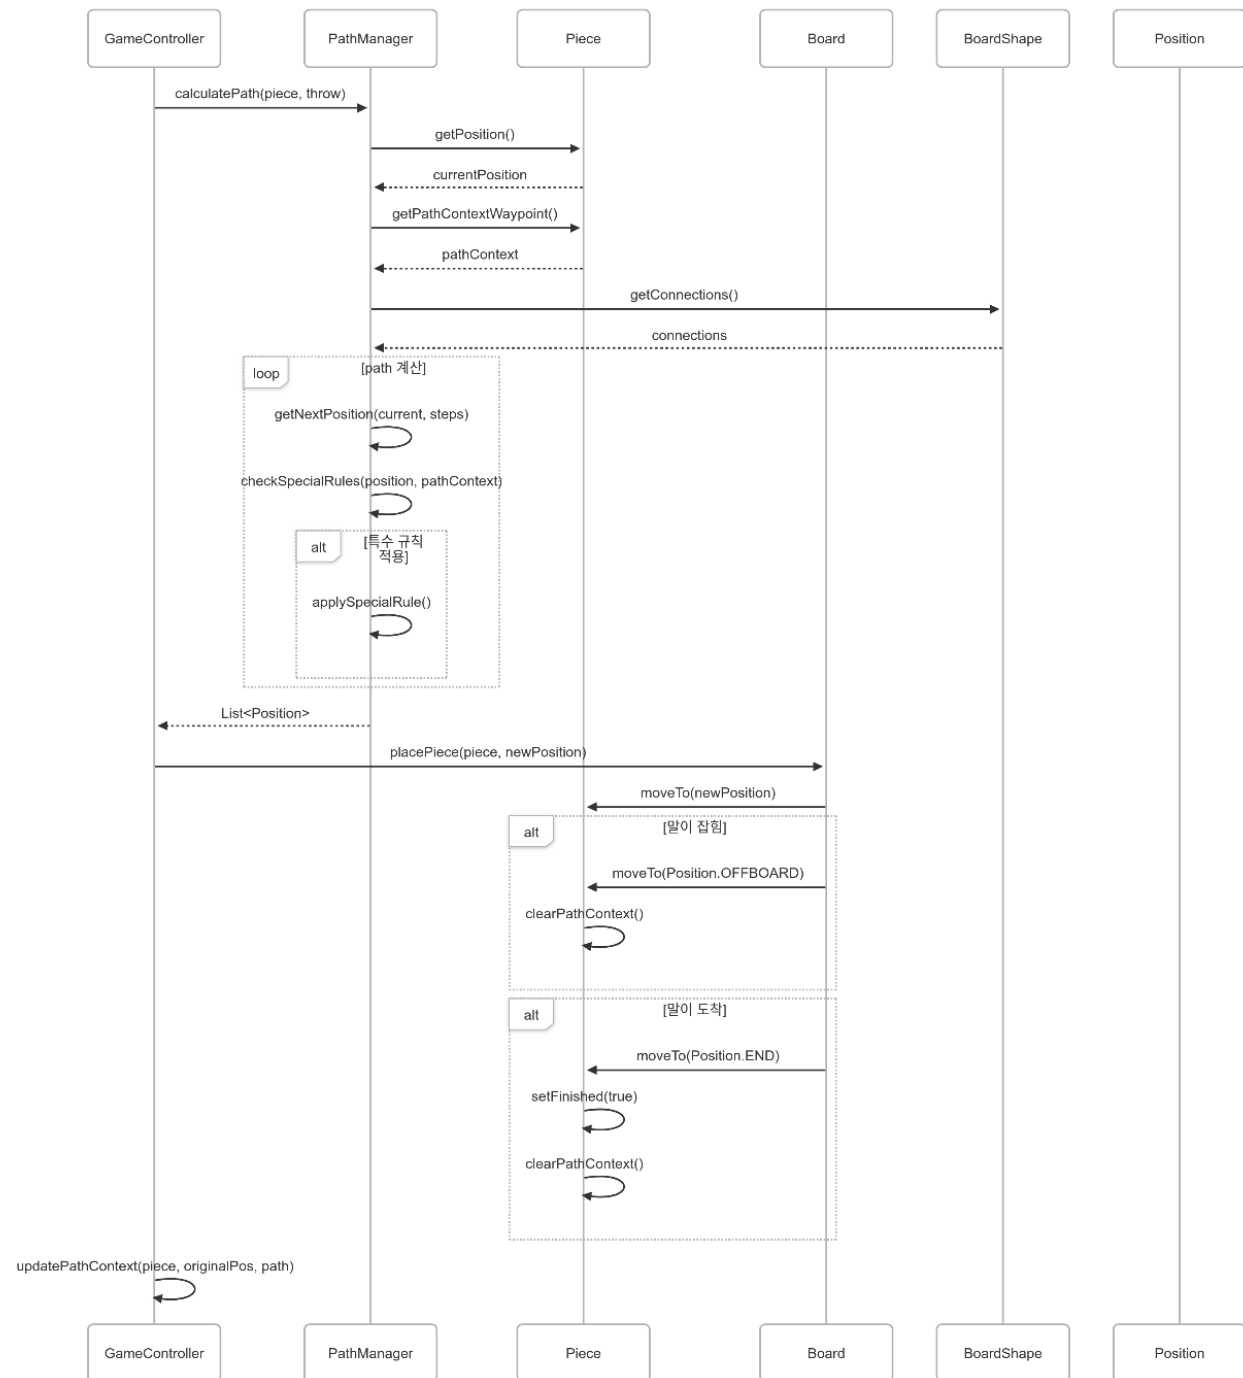 GameController
PathManager
Piece
Board
BoardShape
Position
calculatePath(piece, throw)
getPosition()
currentPosition
getPathContextWaypoint()
pathContext
getConnections()
connections
loop
[path 계산]
getNextPosition(current, steps)
checkSpecialRules(position, pathContext)
alt
[특수 규칙
적용]
applySpecialRule()
List<Position>
placePiece(piece, newPosition)
moveTo(newPosition)
alt
[말이 잡힘]
moveTo(Position.OFFBOARD)
clearPathContext()
alt
[말이 도착]
moveTo(Position.END)
setFinished(true)
clearPathContext()
updatePathContext(piece, originalPos, path)
GameController
PathManager
Piece
Board
BoardShape
Position